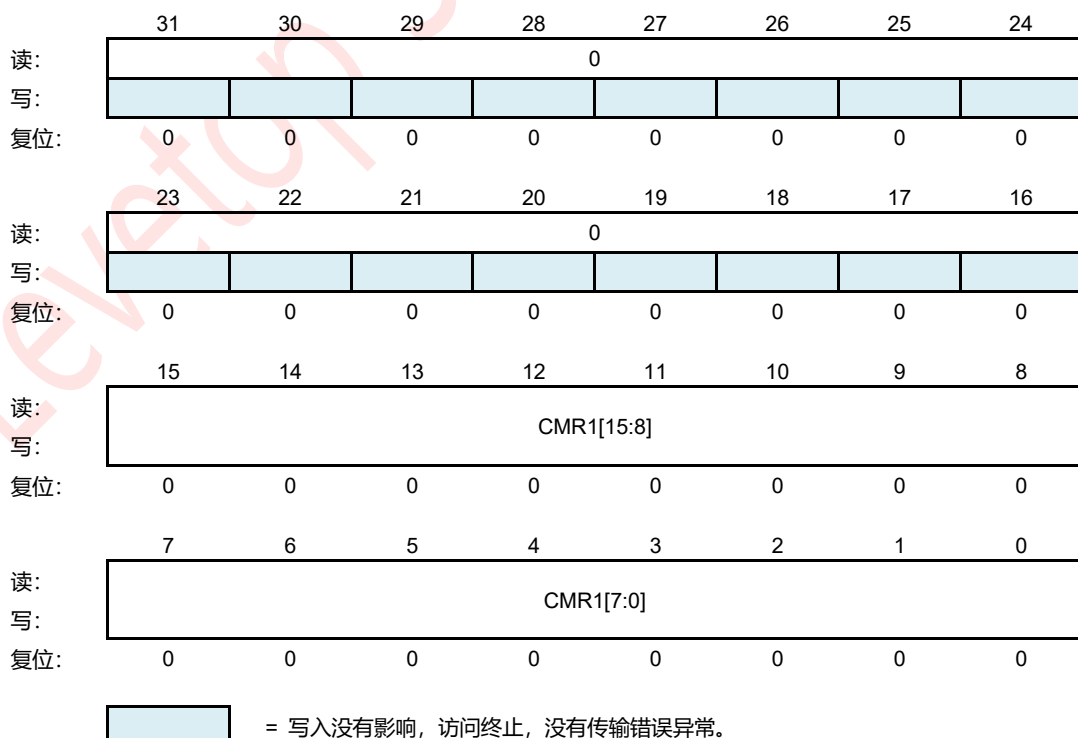 31 30 29 28 27 26 25 24
读: 0
写:
复位: 0 0 0 0 0 0 0 0
23 22 21 20 19 18 17 16
读: 0
写:
复位: 0 0 0 0 0 0 0 0
15 14 13 12 11 10 9 8
读:
CMR1[15:8]
写:
复位: 0 0 0 0 0 0 0 0
7 6 5 4 3 2 1 0
读:
CMR1[7:0]
写:
复位: 0 0 0 0 0 0 0 0
= 写入没有影响，访问终止，没有传输错误异常。
Levetop